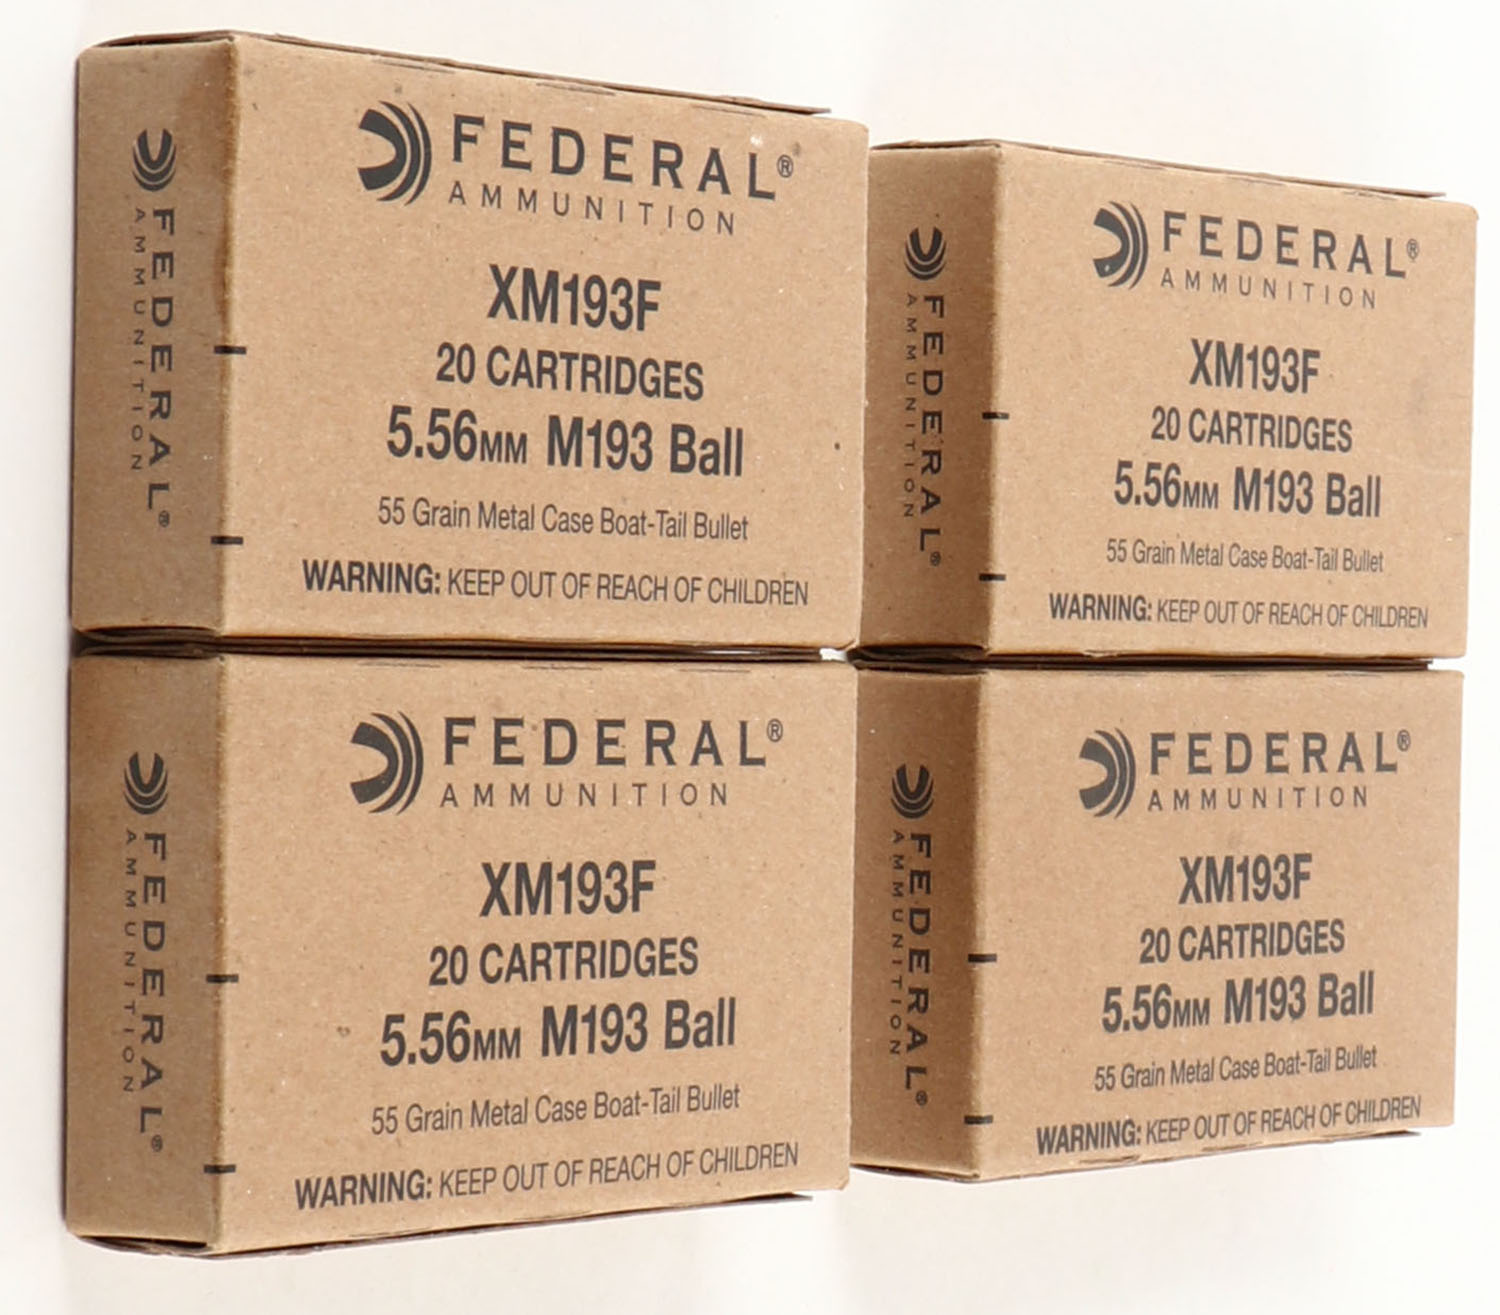 FEDERAL®
AMMUNITION
FEDERAL®
AMMUNITION
XM193F
20 CARTRIDGES
5.56MM M193 Ball
55 Grain Metal Case Boat-Tail Bullet
WARNING: KEEP OUT OF REACH OF CHILDREN
FEDERAL®
AMMUNITION
FEDERAL®
AMMUNITION
XM193F
20 CARTRIDGES
5.56MM M193 Ball
55 Grain Metal Case Boat-Tail Bullet
WARNING: KEEP OUT OF REACH OF CHILDREN
FEDERAL®
AMMUNITION
FEDERAL®
AMMUNITION
XM193F
20 CARTRIDGES
5.56MM M193 Ball
55 Grain Metal Case Boat-Tail Bullet
WARNING: KEEP OUT OF REACH OF CHILDREN
FEDERAL®
AMMUNITION
FEDERAL®
AMMUNITION
XM193F
20 CARTRIDGES
5.56MM M193 Ball
55 Grain Metal Case Boat-Tail Bullet
WARNING: KEEP OUT OF REACH OF CHILDREN